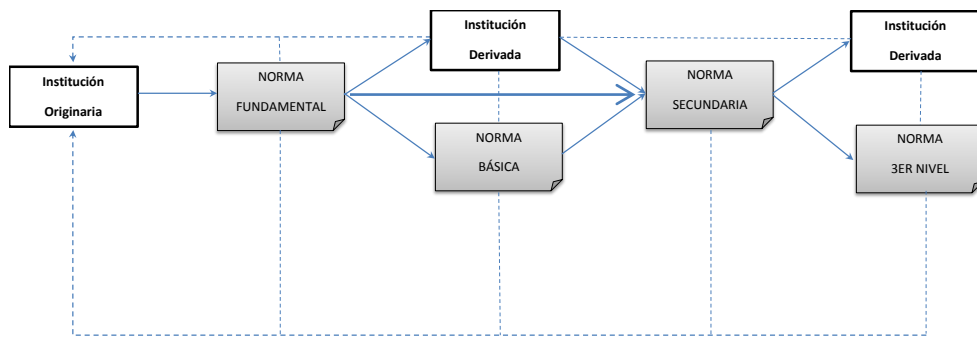 Institución
Originaria
NORMA
FUNDAMENTAL
Institución
Derivada
NORMA
BÁSICA
NORMA
SECUNDARIA
Institución
Derivada
NORMA
3ER NIVEL